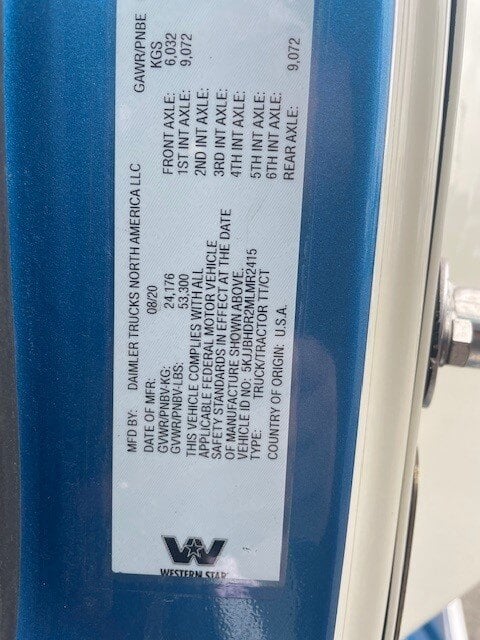 WESTERN STAR
MFD BY: DAIMLER TRUCKS NORTH AMERICA LLC
DATE OF MFR: 08/20
GVWR/PNBV-KG: 24,176
GVWR/PNBV-LBS: 53,300
THIS VEHICLE COMPLIES WITH ALL
APPLICABLE FEDERAL MOTOR VEHICLE
SAFETY STANDARDS IN EFFECT AT THE DATE
OF MANUFACTURE SHOWN ABOVE.
VEHICLE ID NO: 5KJJBHDR2MLMR2415
TYPE: TRUCK/TRACTOR TT/CT
COUNTRY OF ORIGIN: U.S.A.
GAWR/PNBE
KGS
FRONT AXLE: 6,032
1ST INT AXLE: 9,072
2ND INT AXLE:
3RD INT AXLE:
4TH INT AXLE:
5TH INT AXLE:
6TH INT AXLE:
REAR AXLE: 9,072